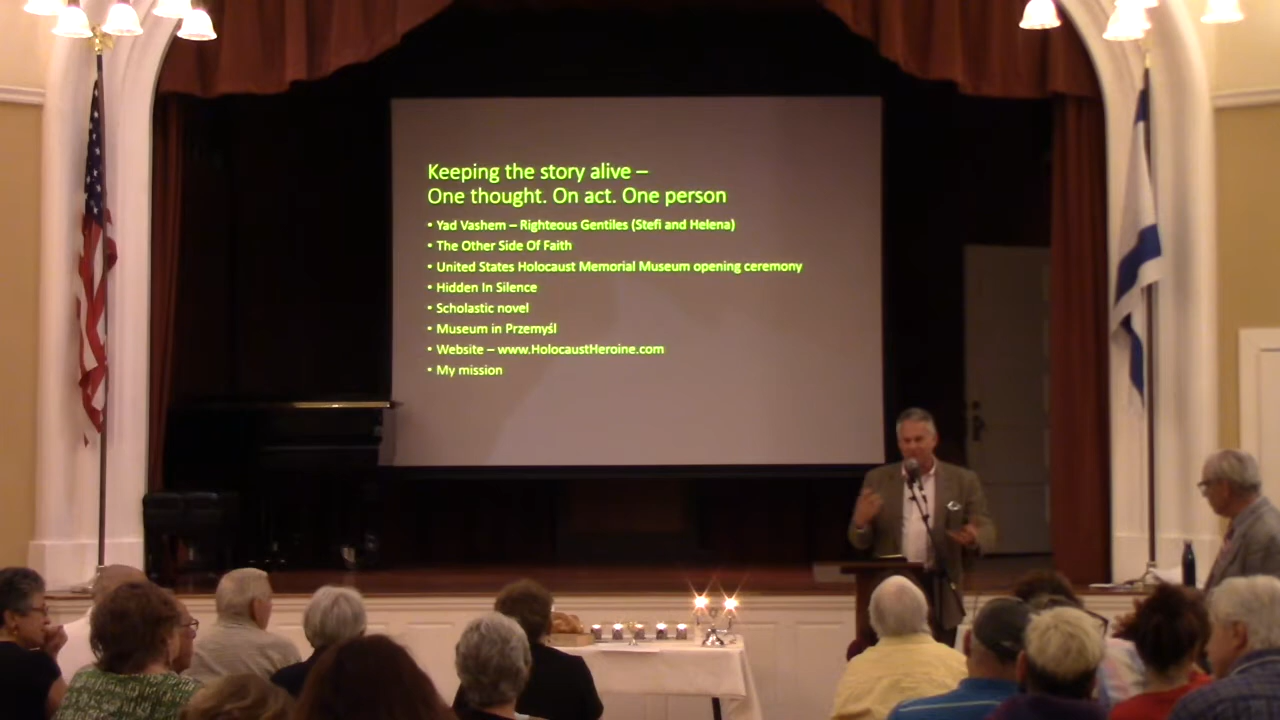 Keeping the story alive –
One thought. On act. One person
• Yad Vashem – Righteous Gentiles (Stefi and Helena)
• The Other Side Of Faith
• United States Holocaust Memorial Museum opening ceremony
• Hidden In Silence
• Scholastic novel
• Museum in Przemyśl
• Website – www.HolocaustHeroine.com
• My mission